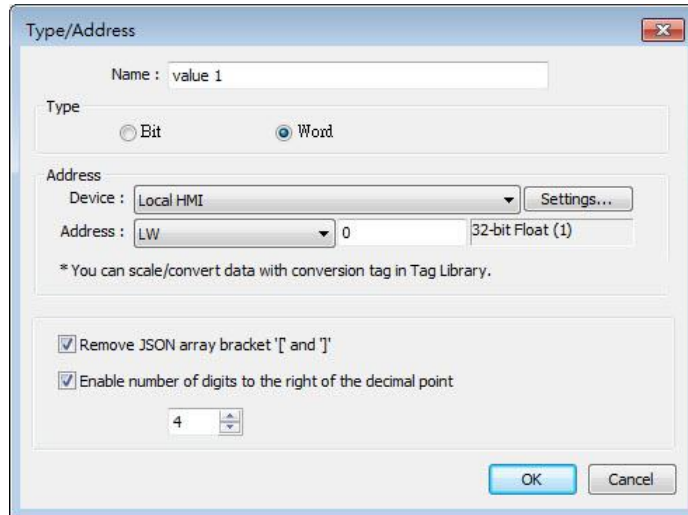 Type/Address
Name : value 1
Type
Bit Word
Address
Device : Local HMI Settings...
Address : LW 0 32-bit Float (1)
* You can scale/convert data with conversion tag in Tag Library.
Remove JSON array bracket '[' and ']'
Enable number of digits to the right of the decimal point
4
OK Cancel